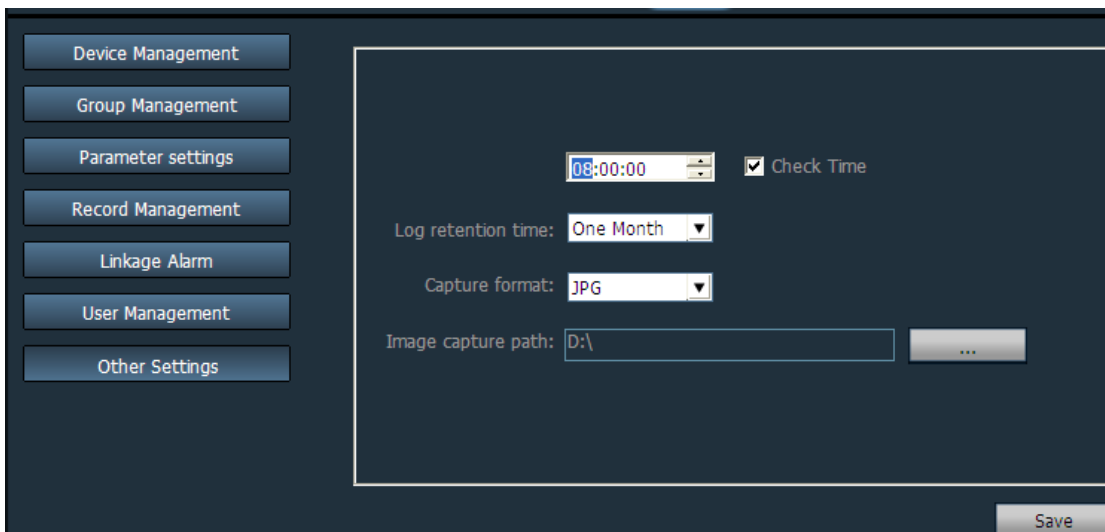 Device Management
Group Management
Parameter settings
Record Management
Linkage Alarm
User Management
Other Settings
08:00:00 Check Time
Log retention time: One Month
Capture format: JPG
Image capture path: D:\ ...
Save